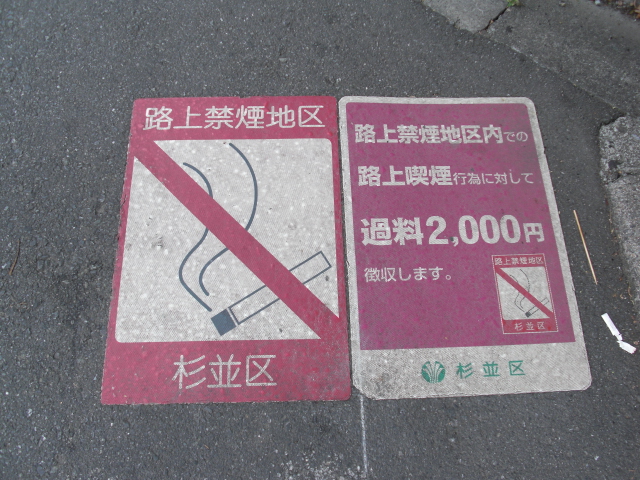 路上禁煙地区
杉並区
路上禁煙地区内での
路上喫煙行為に対して
過料2,000円
徴収します。
路上禁煙地区
杉並区
杉並区